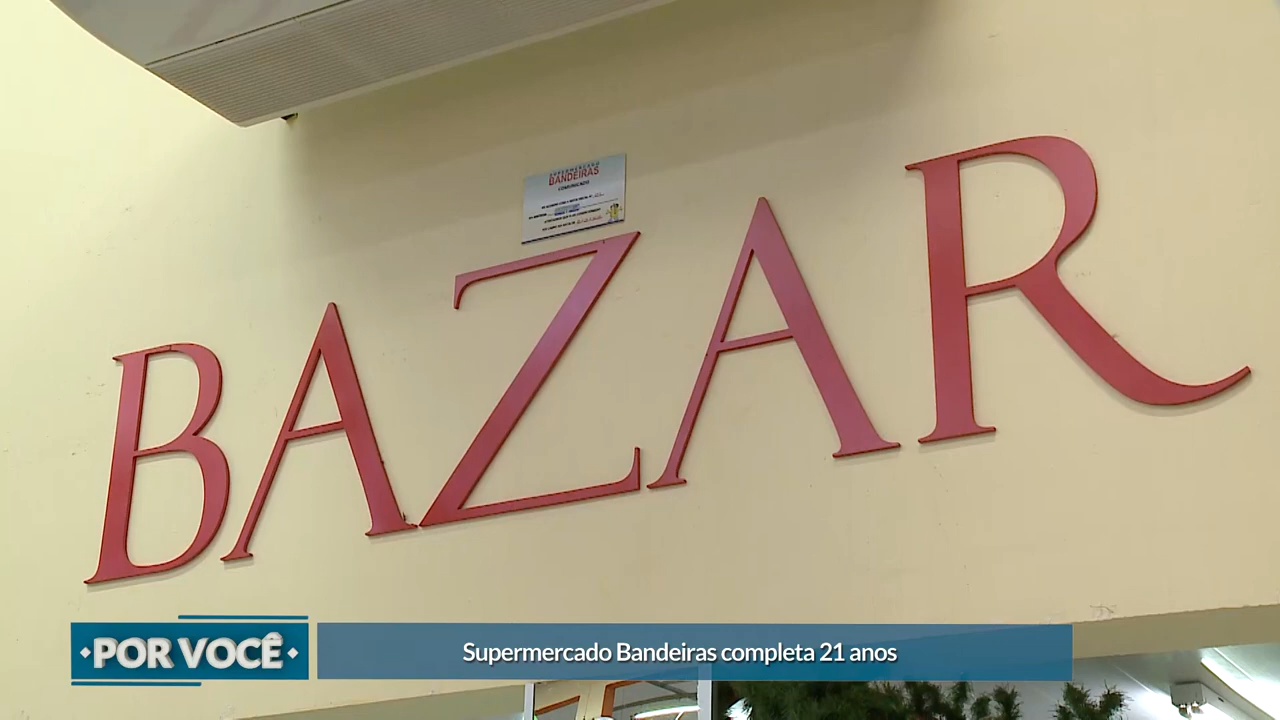 SUPERMERCADO
BANDEIRAS
COMUNICADO
BAZAR
·POR VOCÊ·
Supermercado Bandeiras completa 21 anos